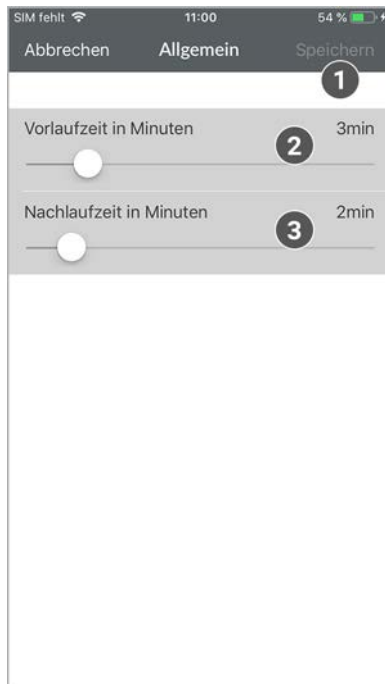 SIM fehlt 11:00 54 %
Abbrechen Allgemein Speichern
1
Vorlaufzeit in Minuten 2 3min
Nachlaufzeit in Minuten 3 2min